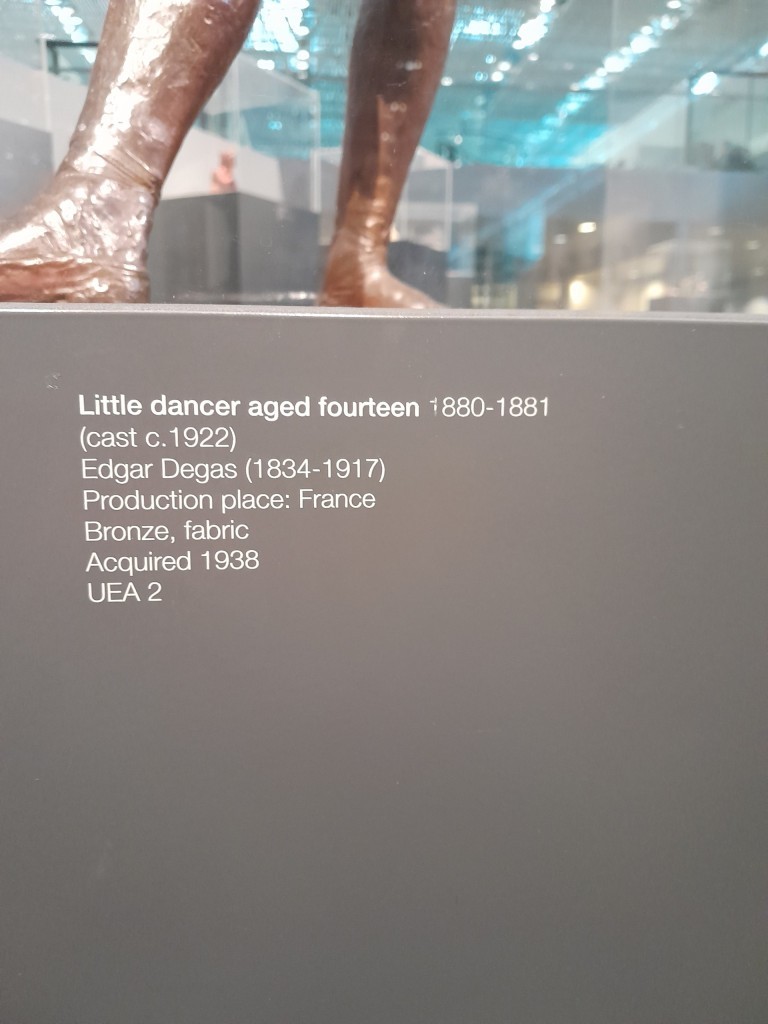 Little dancer aged fourteen 1880-1881
(cast c.1922)
Edgar Degas (1834-1917)
Production place: France
Bronze, fabric
Acquired 1938
UEA 2